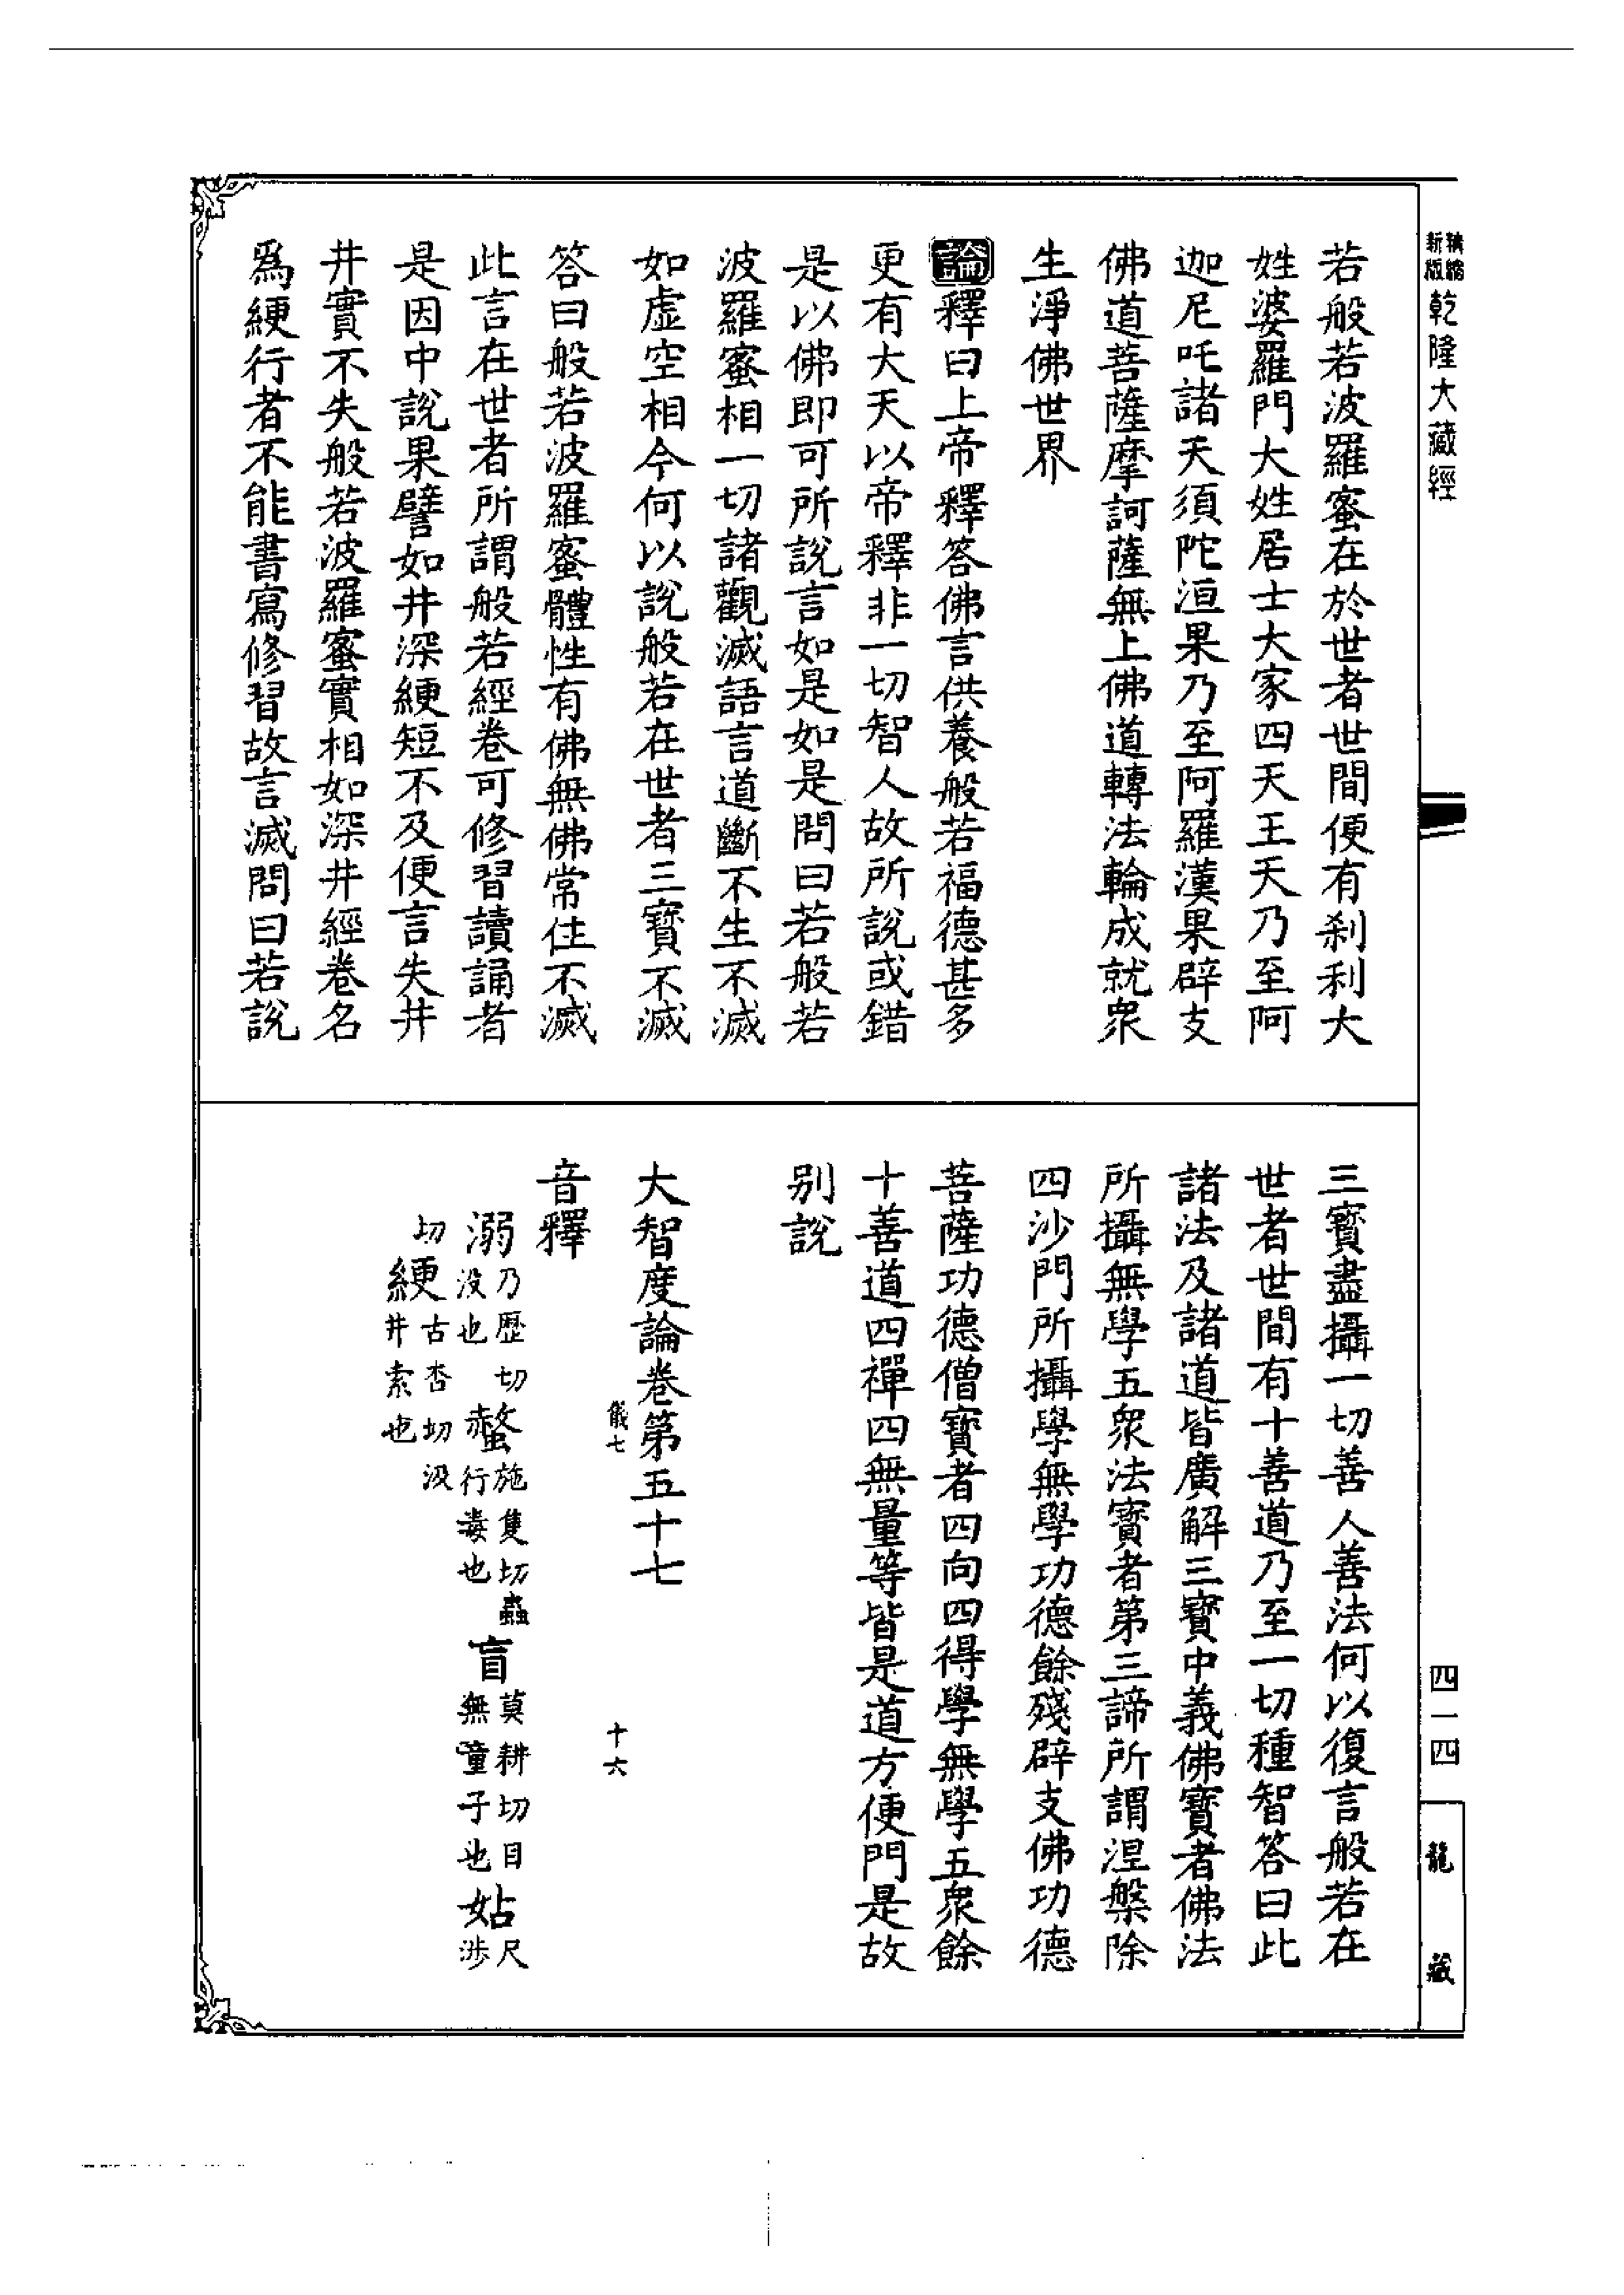 精縮新版乾隆大藏經
若般若波羅蜜在於世者世間便有刹利大
姓婆羅門大姓居士大家四天王天乃至阿
迦尼吒諸天須陀洹果乃至阿羅漢果辟支
佛道菩薩摩訶薩無上佛道轉法輪成就衆
生淨佛世界
論釋曰上帝釋答佛言供養般若福德甚多
更有大天以帝釋非一切智人故所說或錯
是以佛即可所說言如是如是問曰若般若
波羅蜜相一切諸觀滅語言道斷不生不滅
如虛空相今何以說般若在世者三寶不滅
答曰般若波羅蜜體性有佛無佛常住不滅
此言在世者所謂般若經卷可修習讀誦者
是因中說果譬如井深綆短不及便言失井
井實不失般若波羅蜜實相如深井經卷名
爲綆行者不能書寫修習故言滅問曰若說
三寶盡攝一切善人善法何以復言般若在
世者世間有十善道乃至一切種智答曰此
諸法及諸道皆廣解三寶中義佛寶者佛法
所攝無學五衆法寶者第三諦所謂涅槃除
四沙門所攝學無學功德餘殘辟支佛功德
菩薩功德僧寶者四向四得學無學五衆餘
十善道四禪四無量等皆是道方便門是故
別說
大智度論卷第五十七
儀七 十六
音釋
溺乃歷切没也 螫施隻切蟲行毒也 盲莫耕切目無童子也 姑尺涉
切 綆古杏切汲井索也
四一四
龍藏